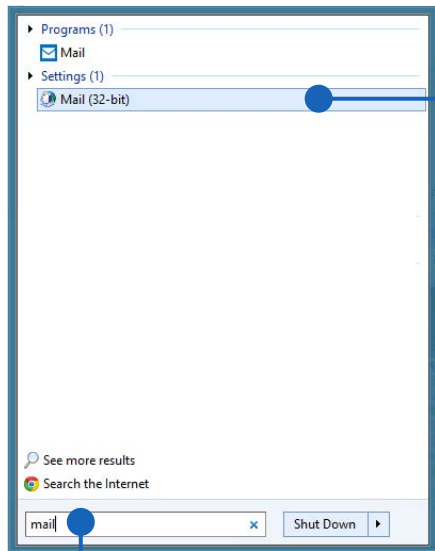 Programs (1)
Mail
Settings (1)
Mail (32-bit)
See more results
Search the Internet
mail
Shut Down